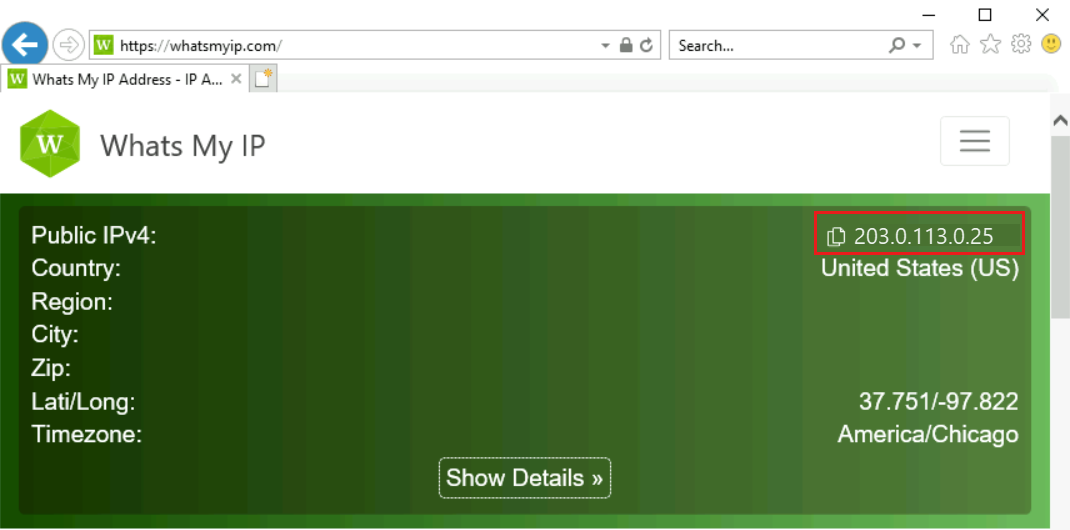 W https://whatsmyip.com/ Search...
W Whats My IP Address - IP A...
W Whats My IP
Public IPv4: 203.0.113.0.25
Country: United States (US)
Region:
City:
Zip:
Lati/Long: 37.751/-97.822
Timezone: America/Chicago
Show Details »